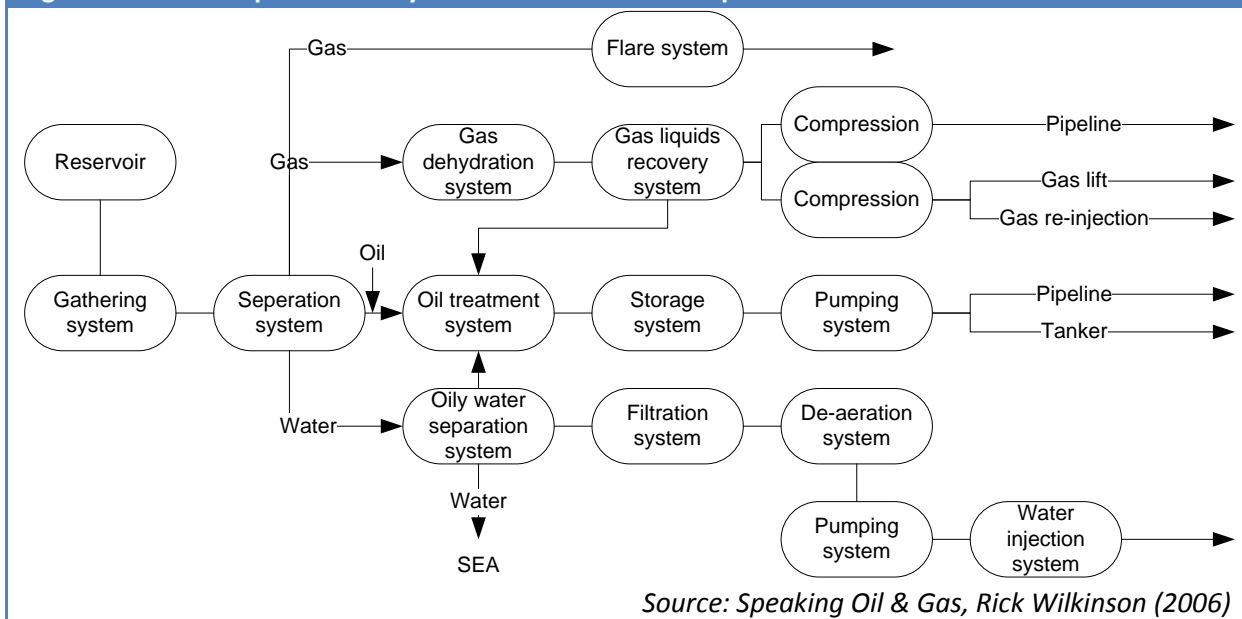 Gas
Flare system
Reservoir
Gas
Gas
dehydration
system
Gas liquids
recovery
system
Compression
Pipeline
Compression
Gas lift
Gas re-injection
Oil
Gathering
system
Seperation
system
Oil treatment
system
Storage
system
Pumping
system
Pipeline
Tanker
Water
Oily water
separation
system
Filtration
system
De-aeration
system
Water
SEA
Pumping
system
Water
injection
system
Source: Speaking Oil & Gas, Rick Wilkinson (2006)